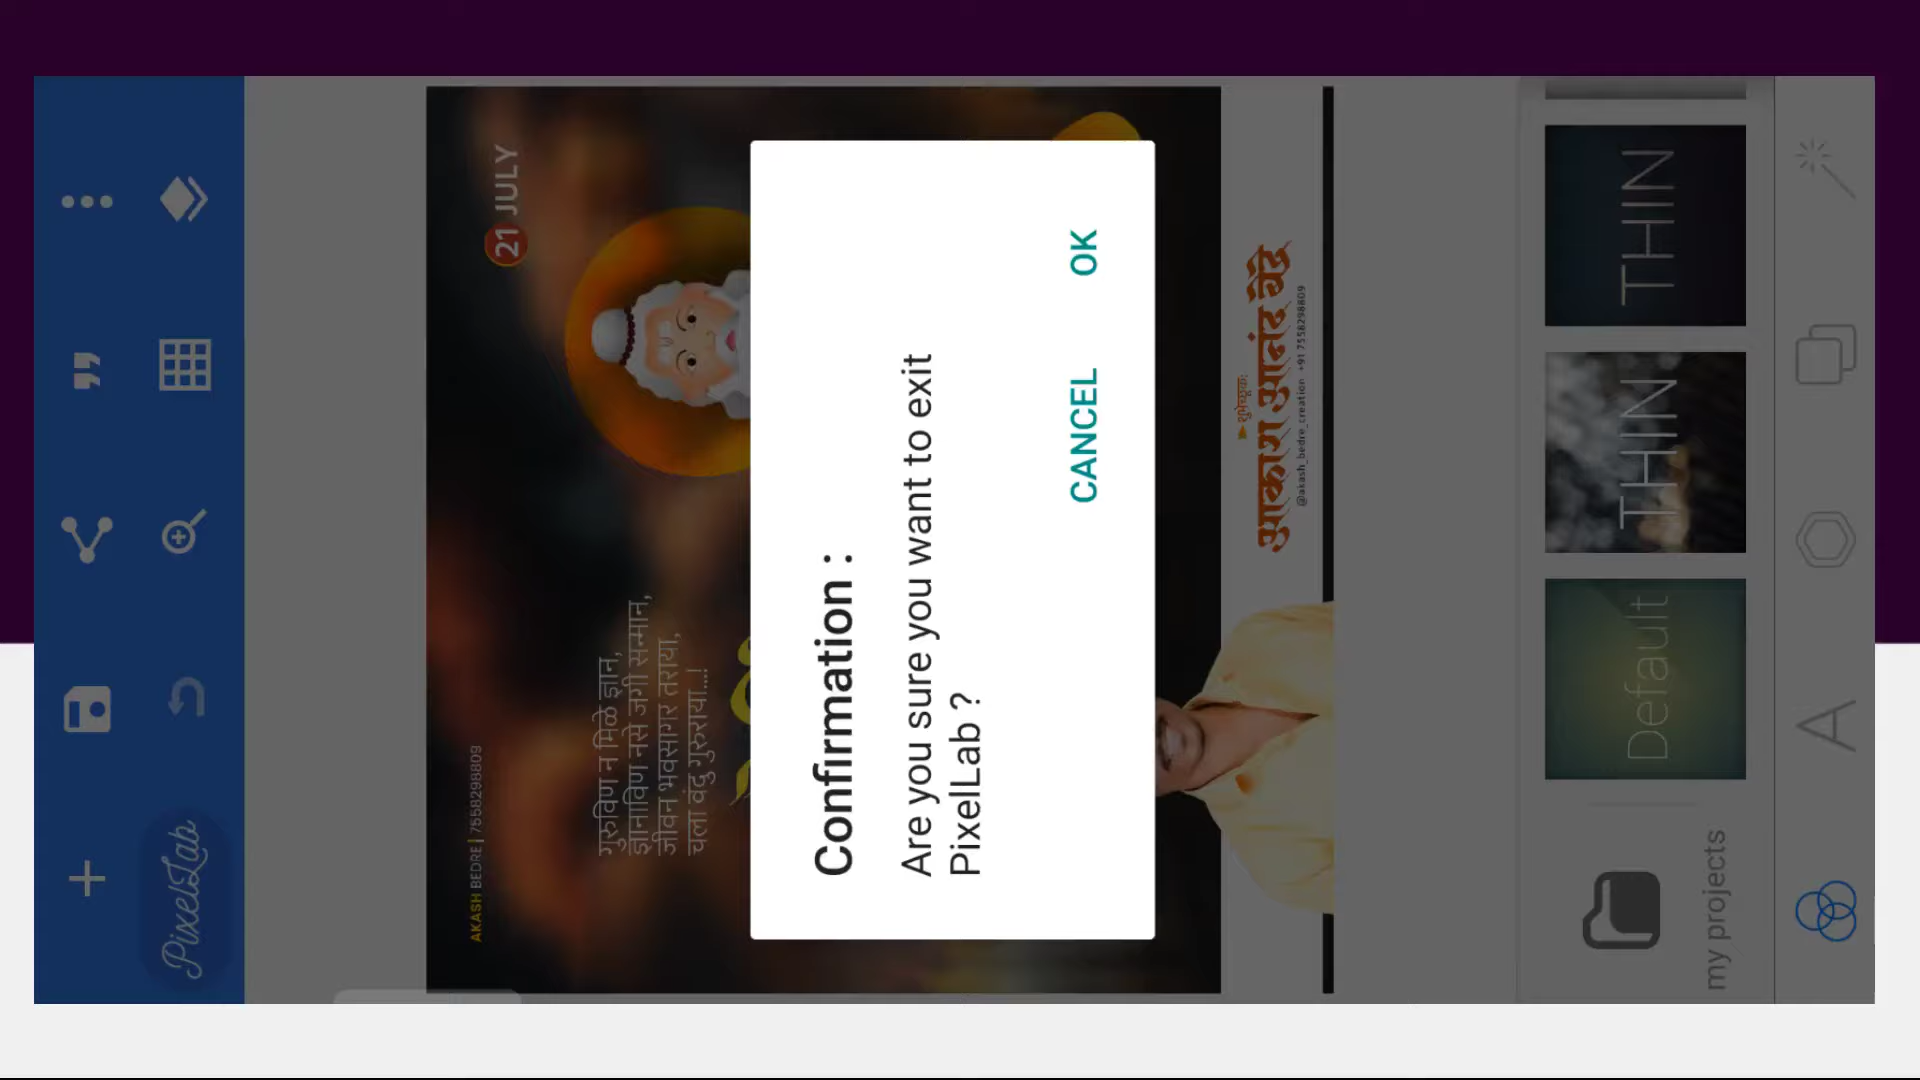 PixelLab
21 JULY
AKASH BEDRE | 7558298809
गुरुविण न मिळे ज्ञान,
ज्ञानाविण नसे जगी सन्मान,
जीवन भवसागर तराया,
चला वंदु गुरुराया...!
Confirmation :
Are you sure you want to exit
PixelLab ?
CANCEL OK
शुभेच्छुक:
आकाश आनंद बेद्रे
@akash_bedre_creation +91 7558298809
THIN
THIN
Default
my projects